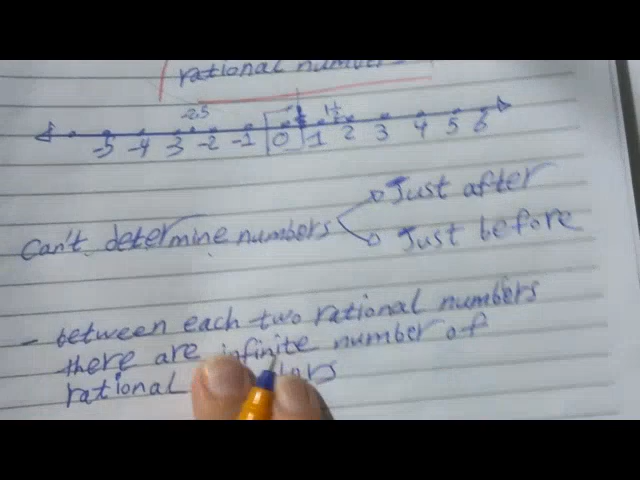 rational number
-2.5 1½
-5 -4 3 -2 -1 0 1 2 3 4 5 6
Can't determine numbers
Just after
Just before
- between each two rational numbers
there are infinite number of
rational